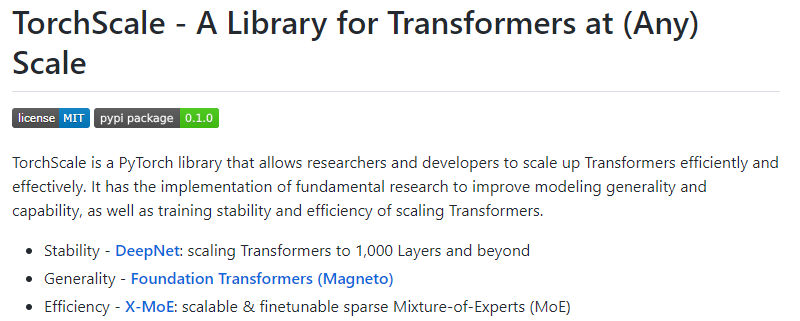 TorchScale - A Library for Transformers at (Any)
Scale
license MIT pypi package 0.1.0
TorchScale is a PyTorch library that allows researchers and developers to scale up Transformers efficiently and
effectively. It has the implementation of fundamental research to improve modeling generality and
capability, as well as training stability and efficiency of scaling Transformers.
• Stability - DeepNet: scaling Transformers to 1,000 Layers and beyond
• Generality - Foundation Transformers (Magneto)
• Efficiency - X-MoE: scalable & finetunable sparse Mixture-of-Experts (MoE)